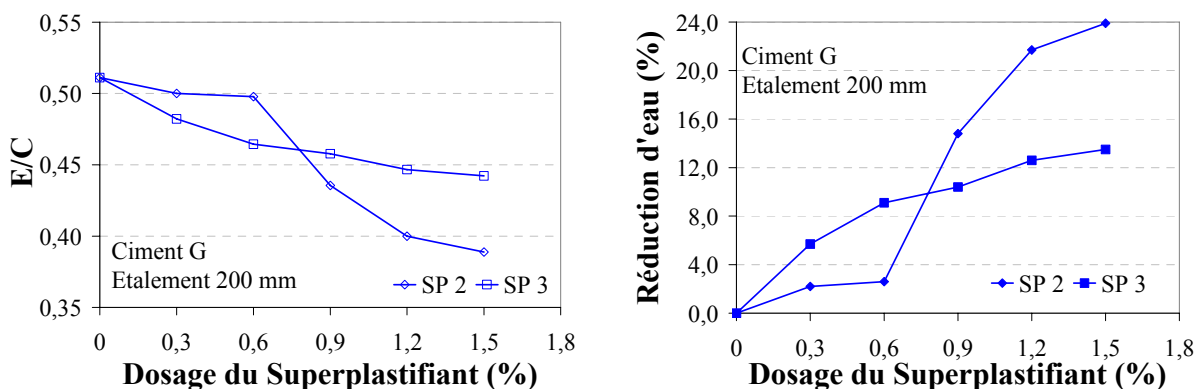 E/C
0,55
0,50
0,45
0,40
0,35
Ciment G
Etalement 200 mm
SP 2
SP 3
0
0,3
0,6
0,9
1,2
1,5
1,8
Dosage du Superplastifiant (%)
Réduction d'eau (%)
24,0
20,0
16,0
12,0
8,0
4,0
0,0
Ciment G
Etalement 200 mm
SP 2
SP 3
0
0,3
0,6
0,9
1,2
1,5
1,8
Dosage du Superplastifiant (%)